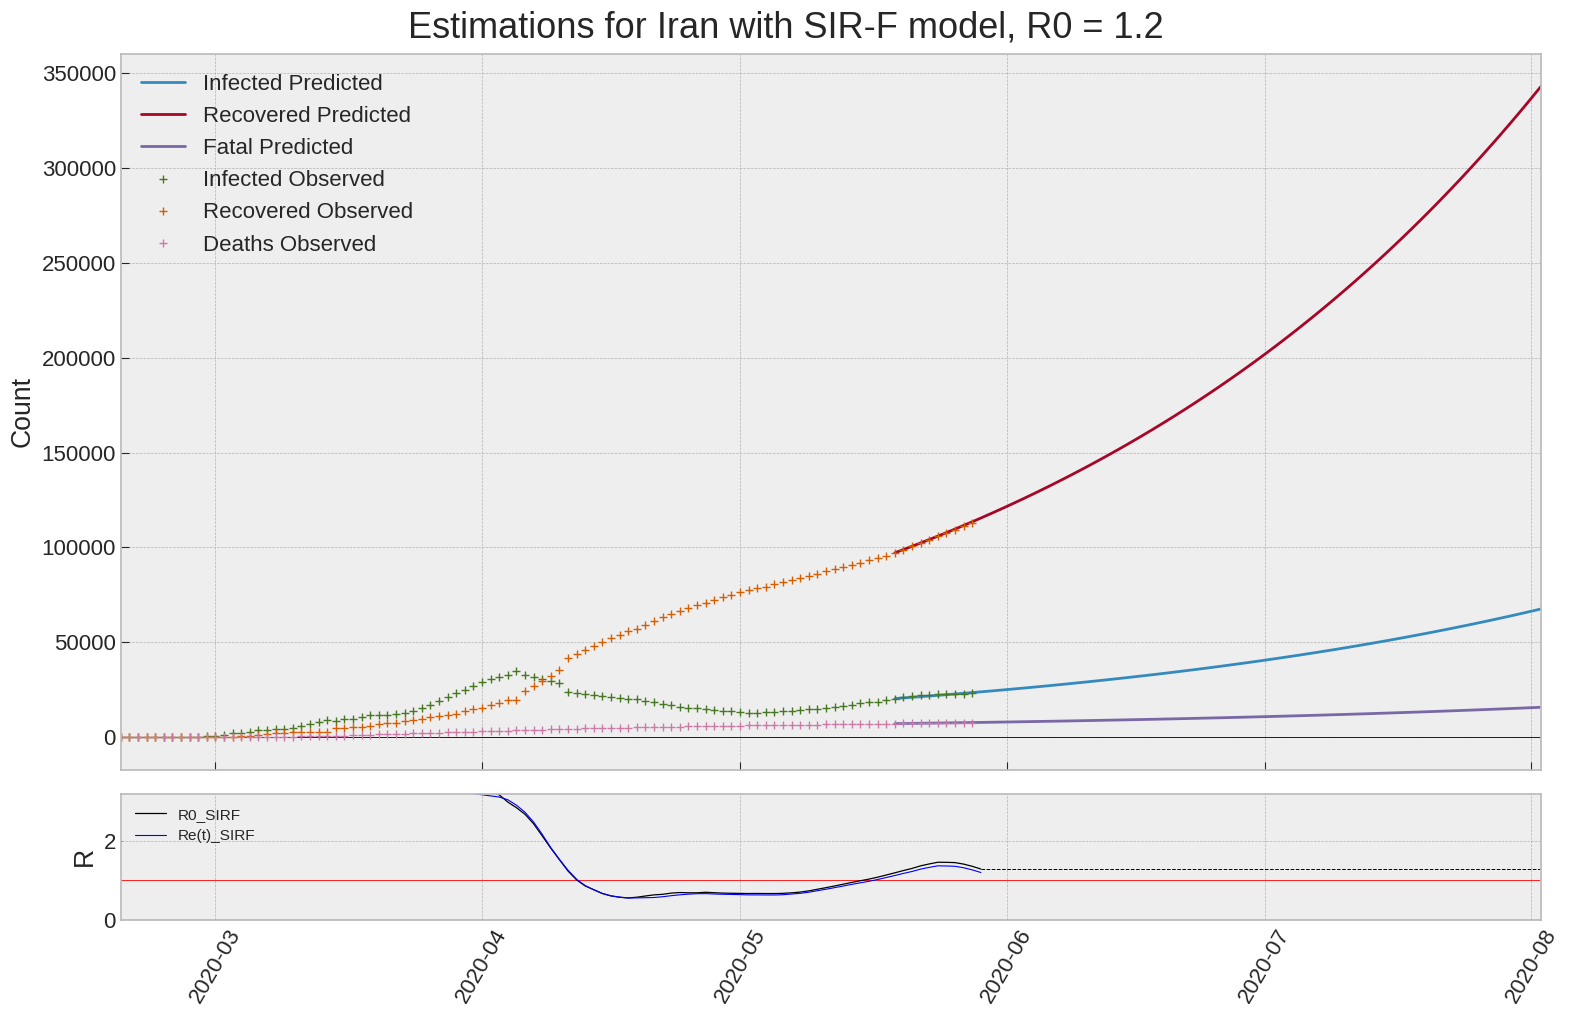 Estimations for Iran with SIR-F model, R0 = 1.2
350000
300000
250000
200000
150000
100000
50000
0
Count
Infected Predicted
Recovered Predicted
Fatal Predicted
Infected Observed
Recovered Observed
Deaths Observed
R0_SIRF
Re(t)_SIRF
2
0
R
2020-03
2020-04
2020-05
2020-06
2020-07
2020-08